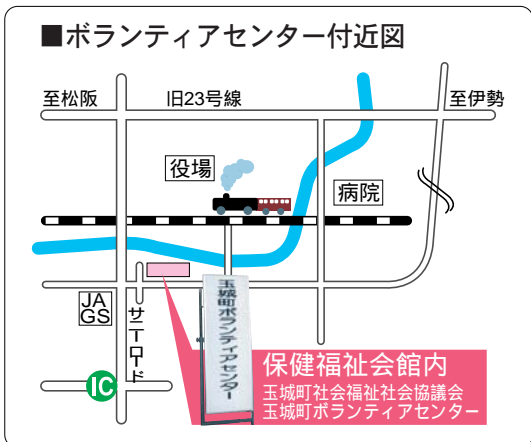 ■ボランティアセンター付近図
至松阪
旧23号線
至伊勢
役場
病院
JA
GS
サニーロード
IC
玉城町ボランティアセンター
保健福祉会館内
玉城町社会福祉社会協議会
玉城町ボランティアセンター